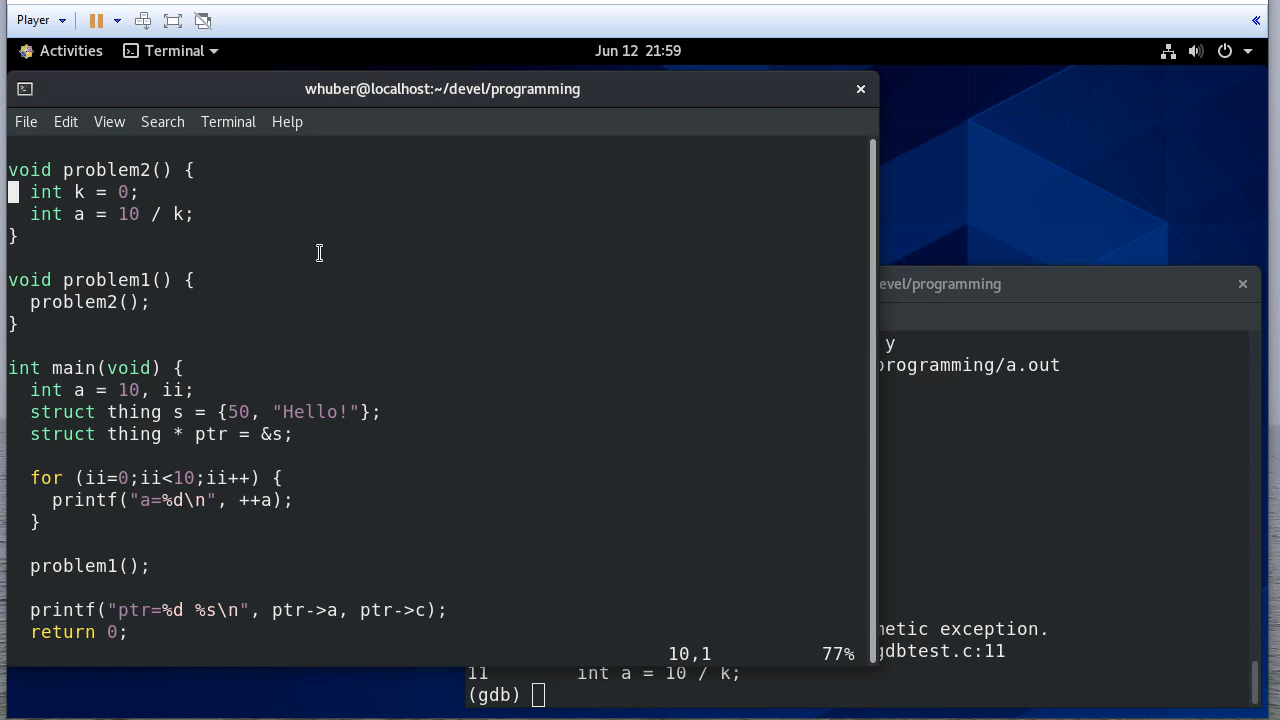 Player
Activities
Terminal
Jun 12 21:59
whuber@localhost:~/devel/programming
File Edit View Search Terminal Help
void problem2() {
int k = 0;
int a = 10 / k;
}
void problem1() {
problem2();
}
int main(void) {
int a = 10, ii;
struct thing s = {50, "Hello!"};
struct thing * ptr = &s;
for (ii=0;ii<10;ii++) {
printf("a=%d\n", ++a);
}
problem1();
printf("ptr=%d %s\n", ptr->a, ptr->c);
return 0;
10,1 77%
evel/programming
y
programming/a.out
metic exception.
gdbtest.c:11
11 int a = 10 / k;
(gdb)